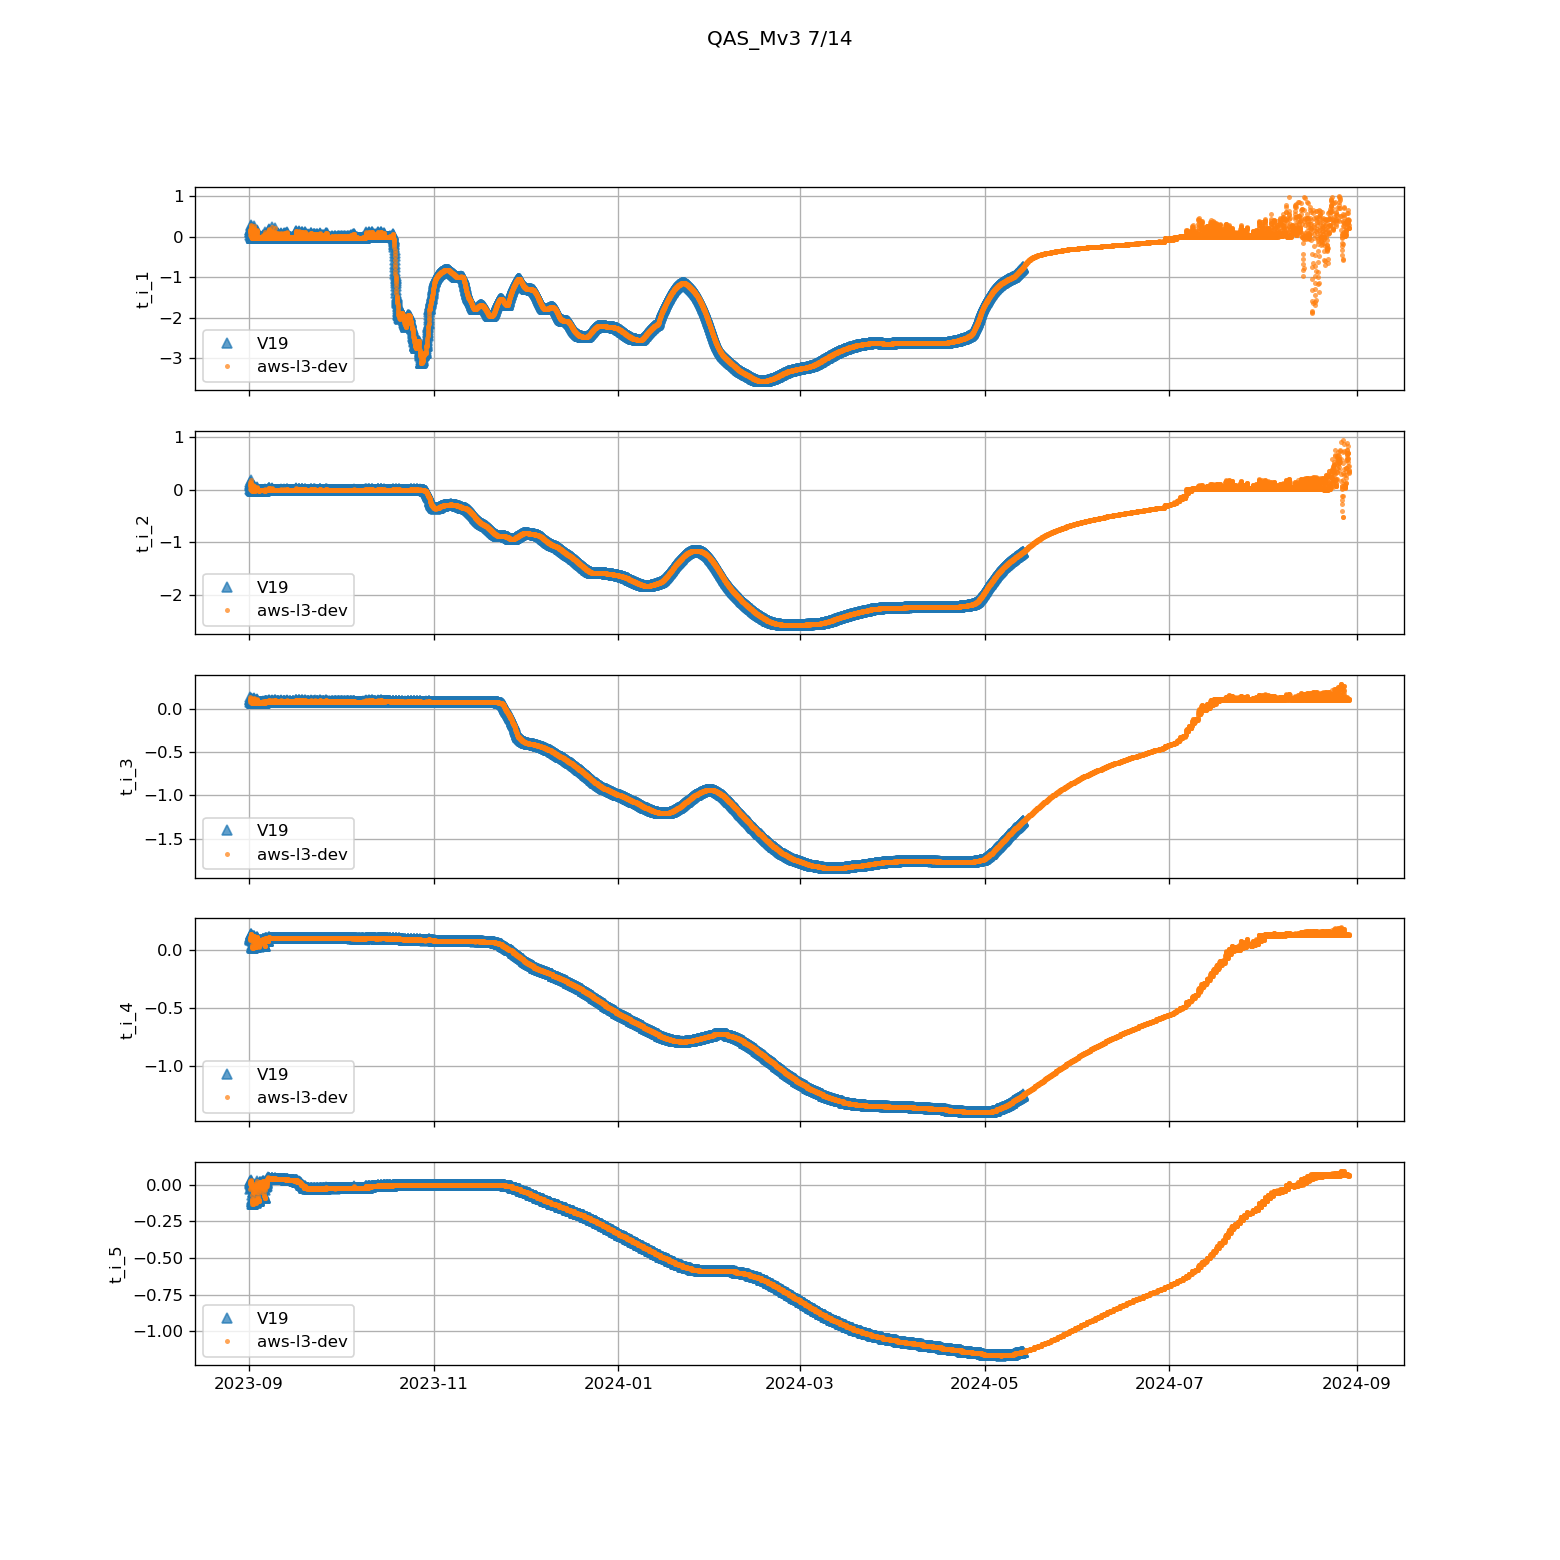 QAS_Mv3 7/14
1
0
−1
−2
−3
t_i_1
V19
aws-l3-dev
1
0
−1
−2
t_i_2
V19
aws-l3-dev
0.0
−0.5
−1.0
−1.5
t_i_3
V19
aws-l3-dev
0.0
−0.5
−1.0
t_i_4
V19
aws-l3-dev
0.00
−0.25
−0.50
−0.75
−1.00
t_i_5
V19
aws-l3-dev
2023-09 2023-11 2024-01 2024-03 2024-05 2024-07 2024-09